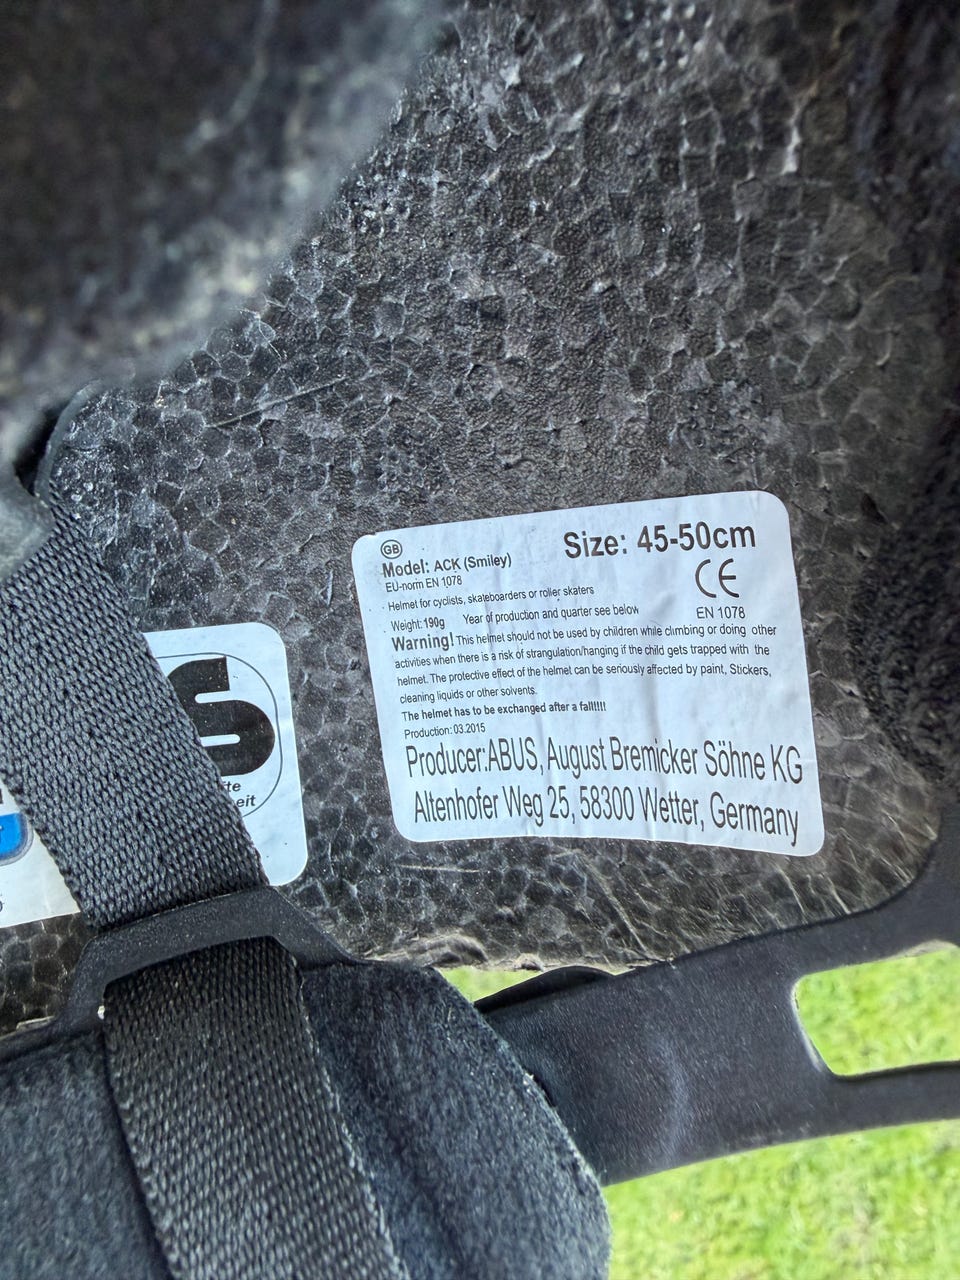 GB
Size: 45-50cm
Model: ACK (Smiley)
EU-norm EN 1078
CE
Helmet for cyclists, skateboarders or roller skaters
EN 1078
Weight:190g Year of production and quarter see below
Warning! This helmet should not be used by children while climbing or doing other
activities when there is a risk of strangulation/hanging if the child gets trapped with the
helmet. The protective effect of the helmet can be seriously affected by paint, Stickers,
cleaning liquids or other solvents.
The helmet has to be exchanged after a fall!!!!!
Production:03.2015
Producer:ABUS, August Bremicker Söhne KG
Altenhofer Weg 25, 58300 Wetter, Germany
S